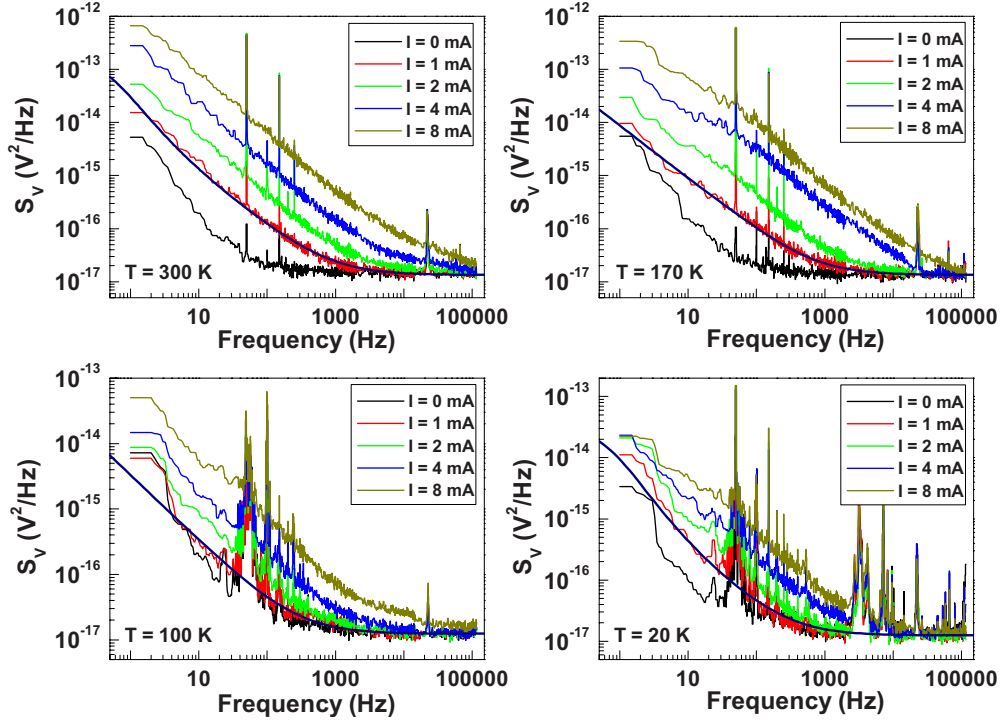 10⁻¹²
10⁻¹³
10⁻¹⁴
10⁻¹⁵
10⁻¹⁶
10⁻¹⁷
S_V (V²/Hz)
I = 0 mA
I = 1 mA
I = 2 mA
I = 4 mA
I = 8 mA
T = 300 K
10 1000 100000
Frequency (Hz)
10⁻¹²
10⁻¹³
10⁻¹⁴
10⁻¹⁵
10⁻¹⁶
10⁻¹⁷
S_V (V²/Hz)
I = 0 mA
I = 1 mA
I = 2 mA
I = 4 mA
I = 8 mA
T = 170 K
10 1000 100000
Frequency (Hz)
10⁻¹³
10⁻¹⁴
10⁻¹⁵
10⁻¹⁶
10⁻¹⁷
S_V (V²/Hz)
I = 0 mA
I = 1 mA
I = 2 mA
I = 4 mA
I = 8 mA
T = 100 K
10 1000 100000
Frequency (Hz)
10⁻¹³
10⁻¹⁴
10⁻¹⁵
10⁻¹⁶
10⁻¹⁷
S_V (V²/Hz)
I = 0 mA
I = 1 mA
I = 2 mA
I = 4 mA
I = 8 mA
T = 20 K
10 1000 100000
Frequency (Hz)